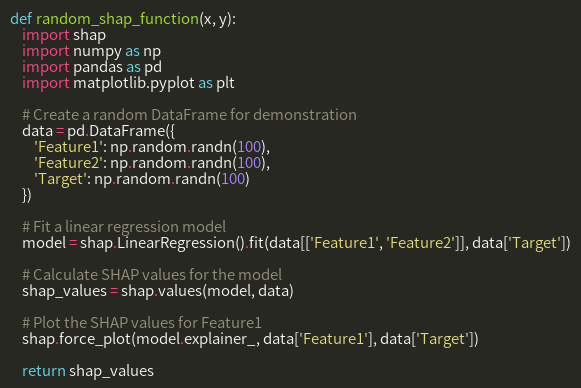 def random_shap_function(x, y):
import shap
import numpy as np
import pandas as pd
import matplotlib.pyplot as plt
# Create a random DataFrame for demonstration
data = pd.DataFrame({
'Feature1': np.random.randn(100),
'Feature2': np.random.randn(100),
'Target': np.random.randn(100)
})
# Fit a linear regression model
model = shap.LinearRegression().fit(data[['Feature1', 'Feature2']], data['Target'])
# Calculate SHAP values for the model
shap_values = shap.values(model, data)
# Plot the SHAP values for Feature1
shap.force_plot(model.explainer_, data['Feature1'], data['Target'])
return shap_values